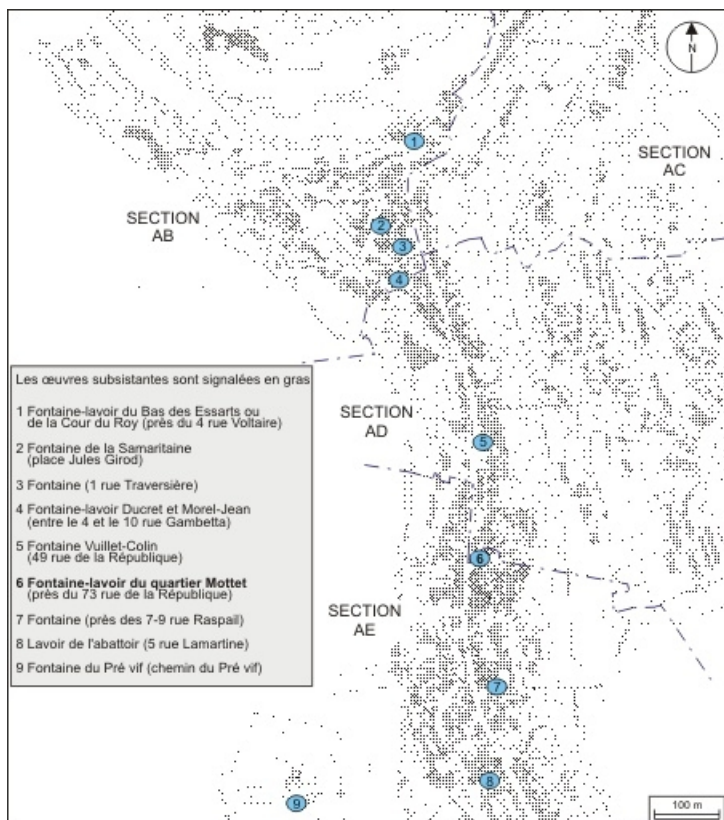 N
1
SECTION
AC
SECTION
AB
2
3
4
Les œuvres subsistantes sont signalées en gras
1 Fontaine-lavoir du Bas des Essarts ou
de la Cour du Roy (près du 4 rue Voltaire)
2 Fontaine de la Samaritaine
(place Jules Girod)
3 Fontaine (1 rue Traversière)
4 Fontaine-lavoir Ducret et Morel-Jean
(entre le 4 et le 10 rue Gambetta)
5 Fontaine Vuillet-Colin
(49 rue de la République)
6 Fontaine-lavoir du quartier Mottet
(près du 73 rue de la République)
7 Fontaine (près des 7-9 rue Raspail)
8 Lavoir de l'abattoir (5 rue Lamartine)
9 Fontaine du Pré vif (chemin du Pré vif)
SECTION
AD
5
6
SECTION
AE
7
8
9
100 m